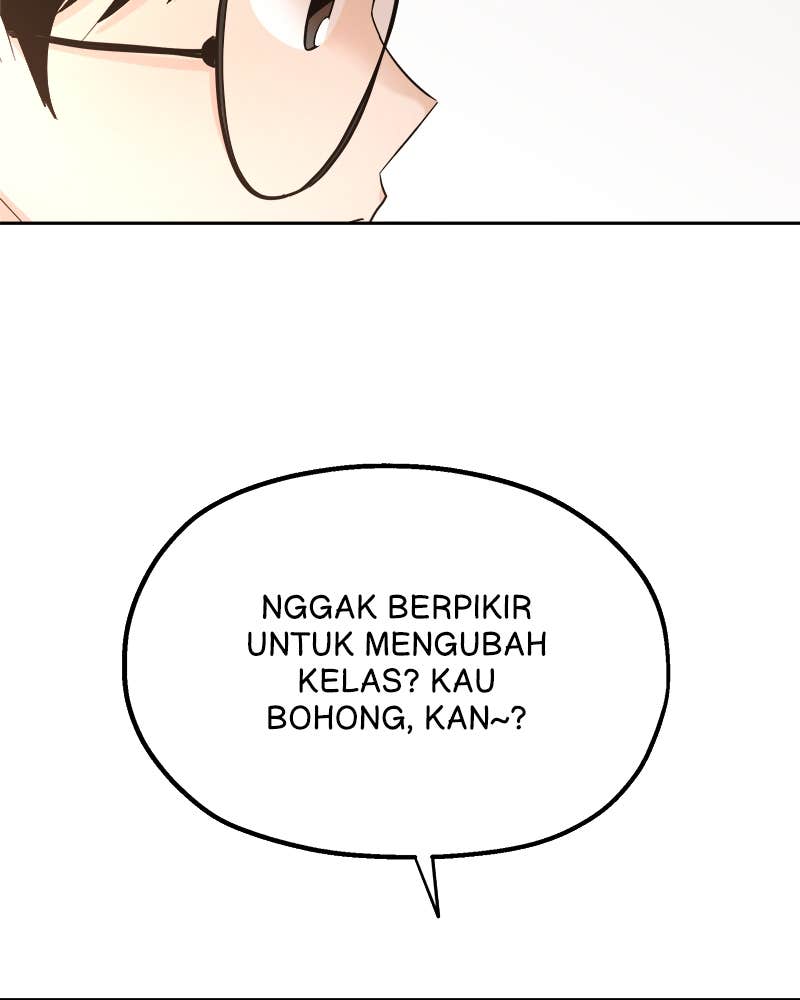 NGGAK BERPIKIR
UNTUK MENGUBAH
KELAS? KAU
BOHONG, KAN~?